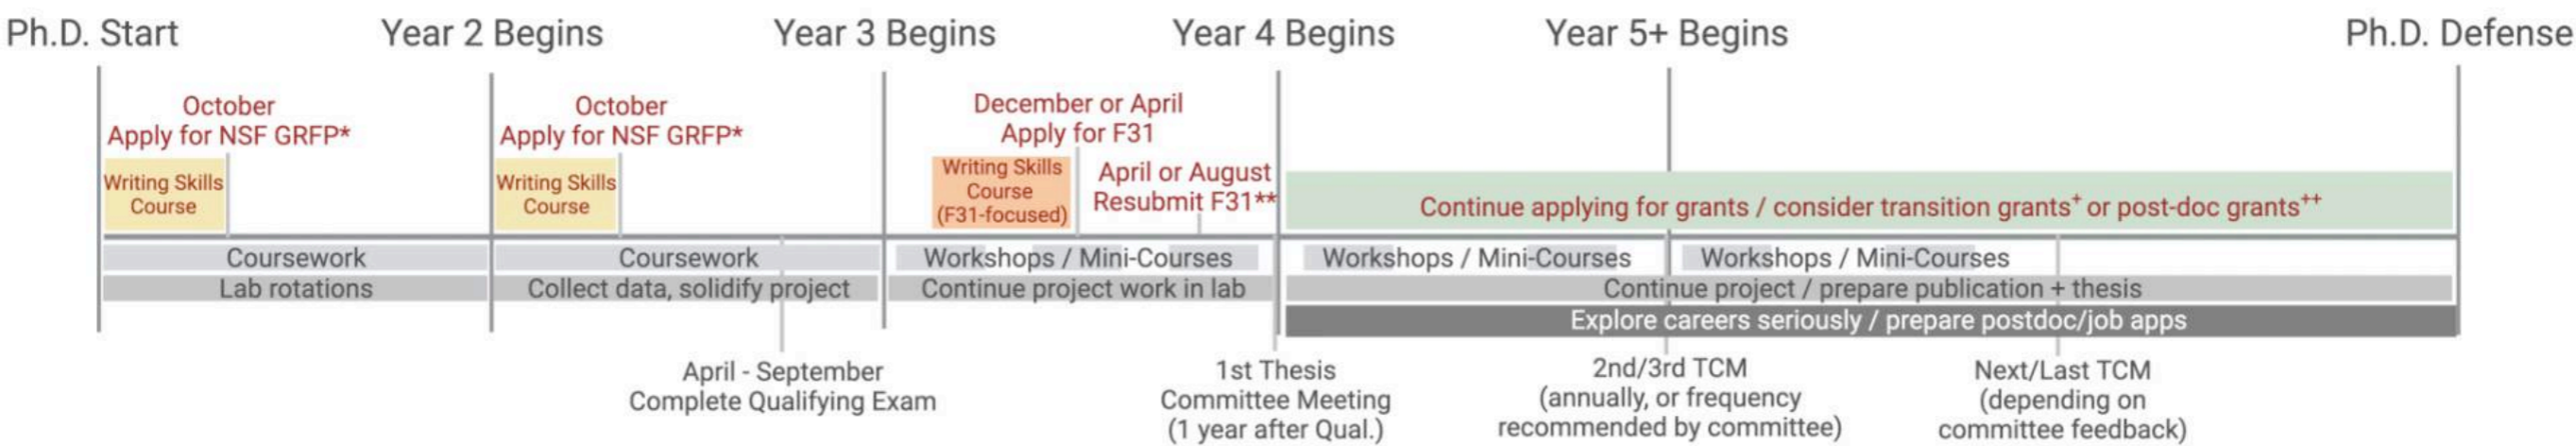 Ph.D. Start
Year 2 Begins
Year 3 Begins
Year 4 Begins
Year 5+ Begins
Ph.D. Defense
October
Apply for NSF GRFP*
October
Apply for NSF GRFP*
December or April
Apply for F31
Writing Skills
Course
Writing Skills
Course
Writing Skills
Course
(F31-focused)
April or August
Resubmit F31**
Continue applying for grants / consider transition grants+ or post-doc grants++
Coursework
Coursework
Workshops / Mini-Courses
Workshops / Mini-Courses
Workshops / Mini-Courses
Lab rotations
Collect data, solidify project
Continue project work in lab
Continue project / prepare publication + thesis
Explore careers seriously / prepare postdoc/job apps
April - September
Complete Qualifying Exam
1st Thesis
Committee Meeting
(1 year after Qual.)
2nd/3rd TCM
(annually, or frequency
recommended by committee)
Next/Last TCM
(depending on
committee feedback)